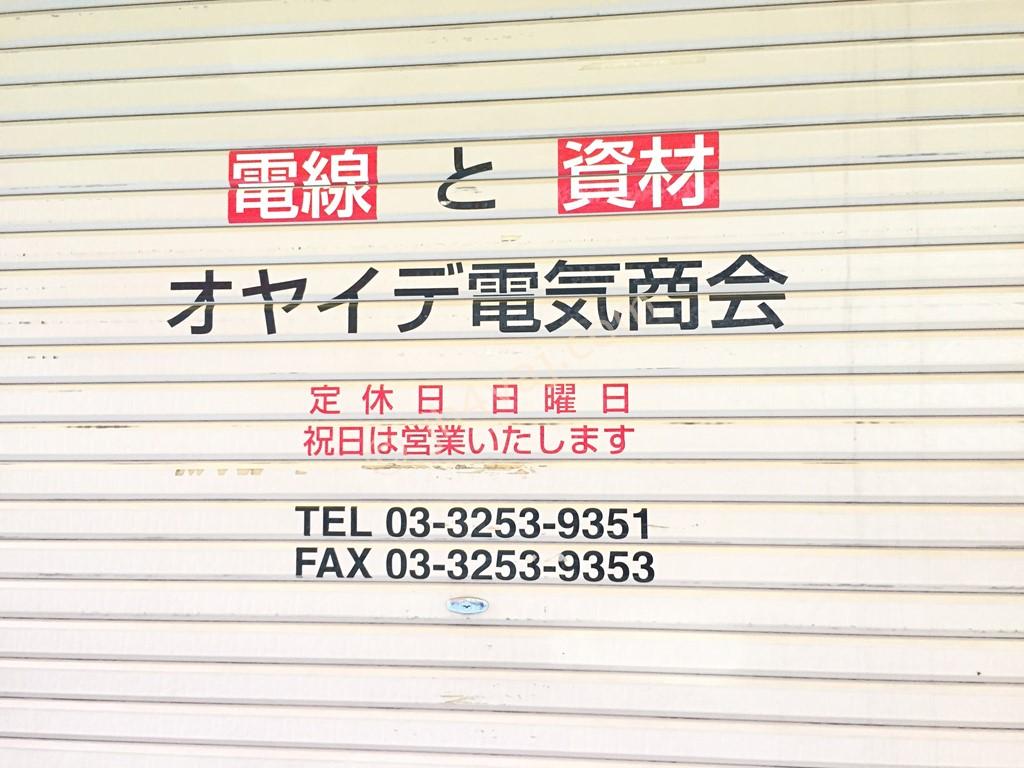 電線 と 資材
オヤイデ電気商会
定休日 日曜日
祝日は営業いたします
TEL 03-3253-9351
FAX 03-3253-9353